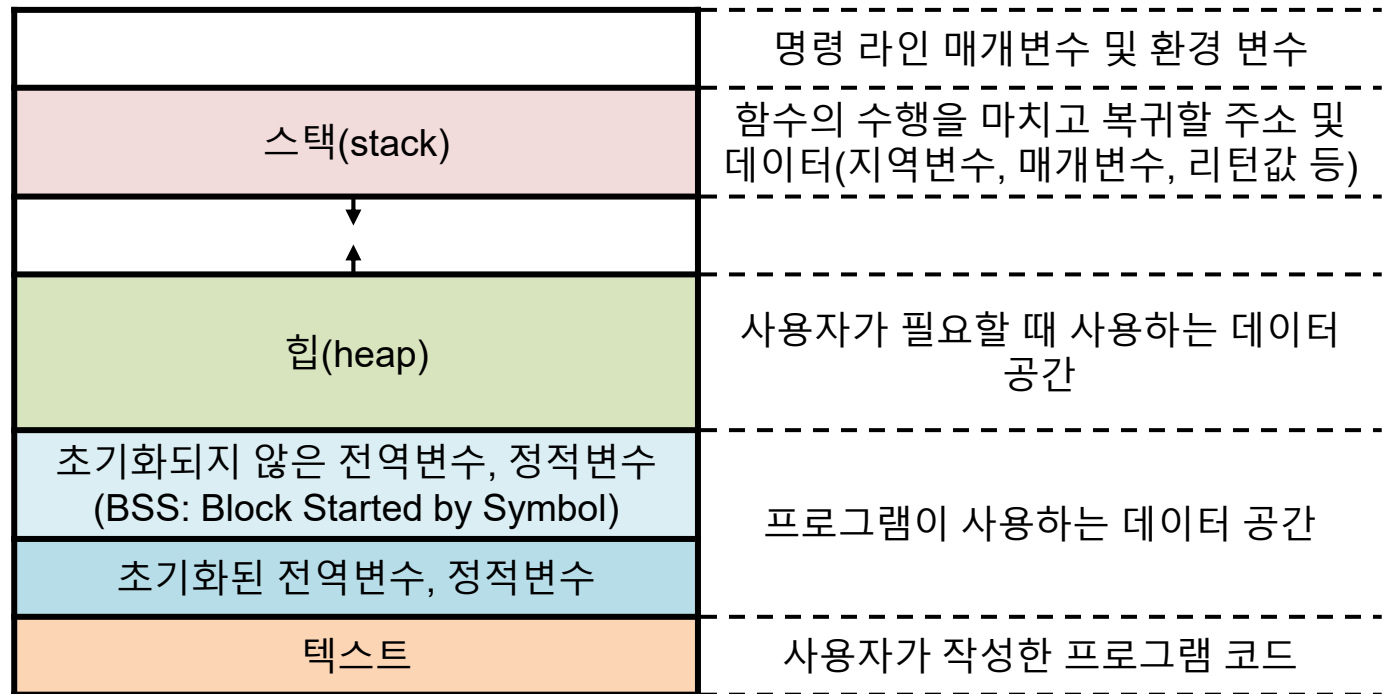 명령 라인 매개변수 및 환경 변수
스택(stack)
함수의 수행을 마치고 복귀할 주소 및
데이터(지역변수, 매개변수, 리턴값 등)
힙(heap)
사용자가 필요할 때 사용하는 데이터
공간
초기화되지 않은 전역변수, 정적변수
(BSS: Block Started by Symbol)
프로그램이 사용하는 데이터 공간
초기화된 전역변수, 정적변수
텍스트
사용자가 작성한 프로그램 코드